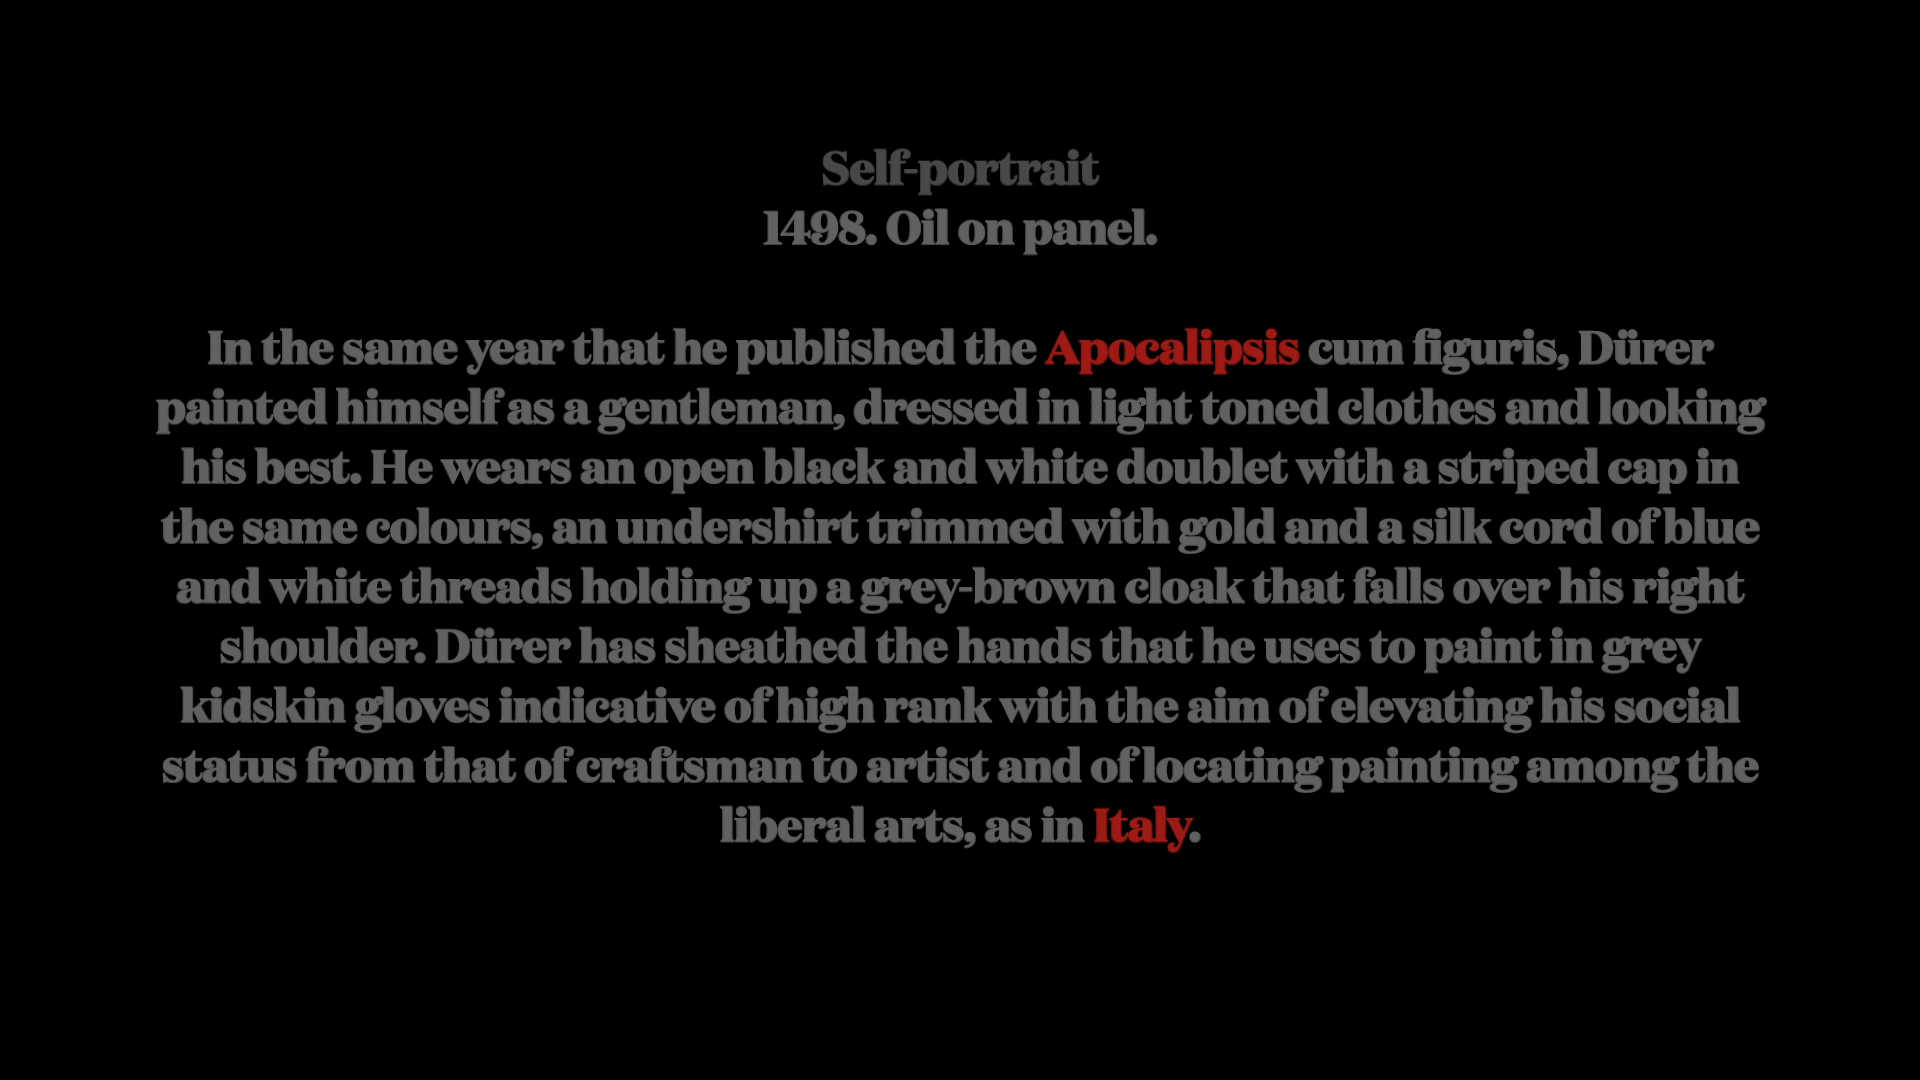 Self-portrait
1498. Oil on panel.
In the same year that he published the Apocalipsis cum figuris, Dürer
painted himself as a gentleman, dressed in light toned clothes and looking
his best. He wears an open black and white doublet with a striped cap in
the same colours, an undershirt trimmed with gold and a silk cord of blue
and white threads holding up a grey-brown cloak that falls over his right
shoulder. Dürer has sheathed the hands that he uses to paint in grey
kidskin gloves indicative of high rank with the aim of elevating his social
status from that of craftsman to artist and of locating painting among the
liberal arts, as in Italy.